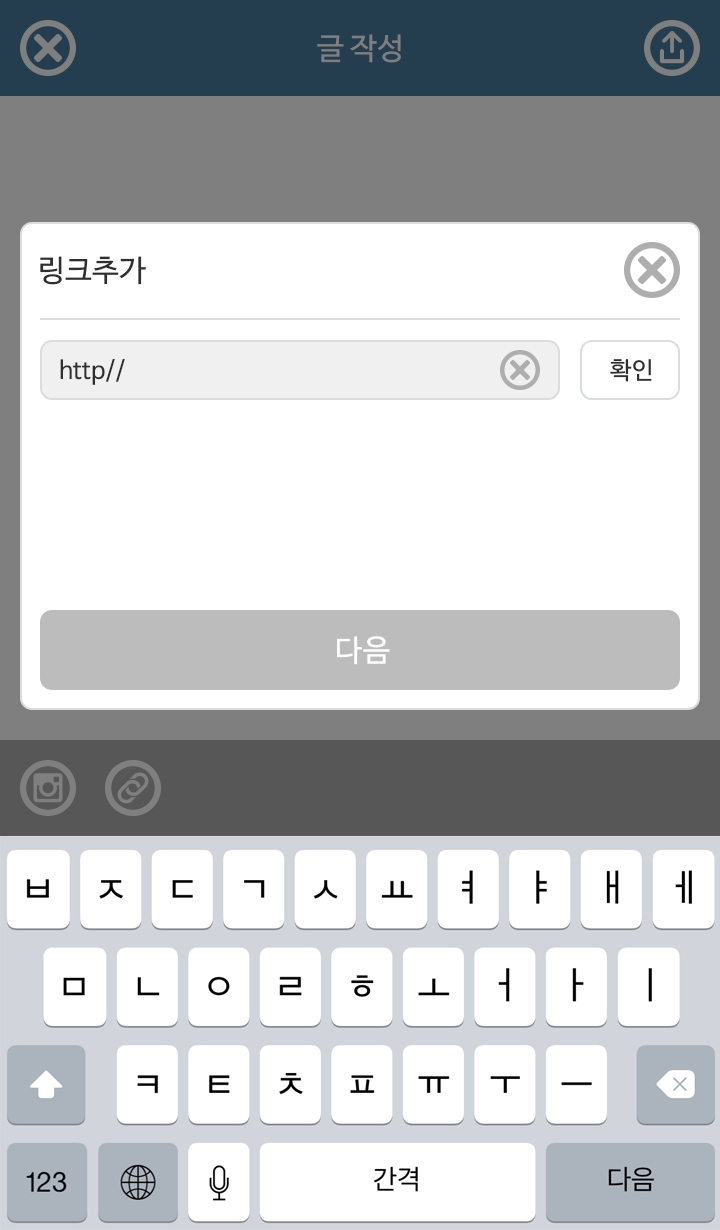 글 작성
링크추가
http//
확인
다음
ㅂ ㅈ ㄷ ㄱ ㅅ ㅛ ㅕ ㅑ ㅐ ㅔ
ㅁ ㄴ ㅇ ㄹ ㅎ ㅗ ㅓ ㅏ ㅣ
ㅋ ㅌ ㅊ ㅍ ㅠ ㅜ ㅡ
123 간격 다음